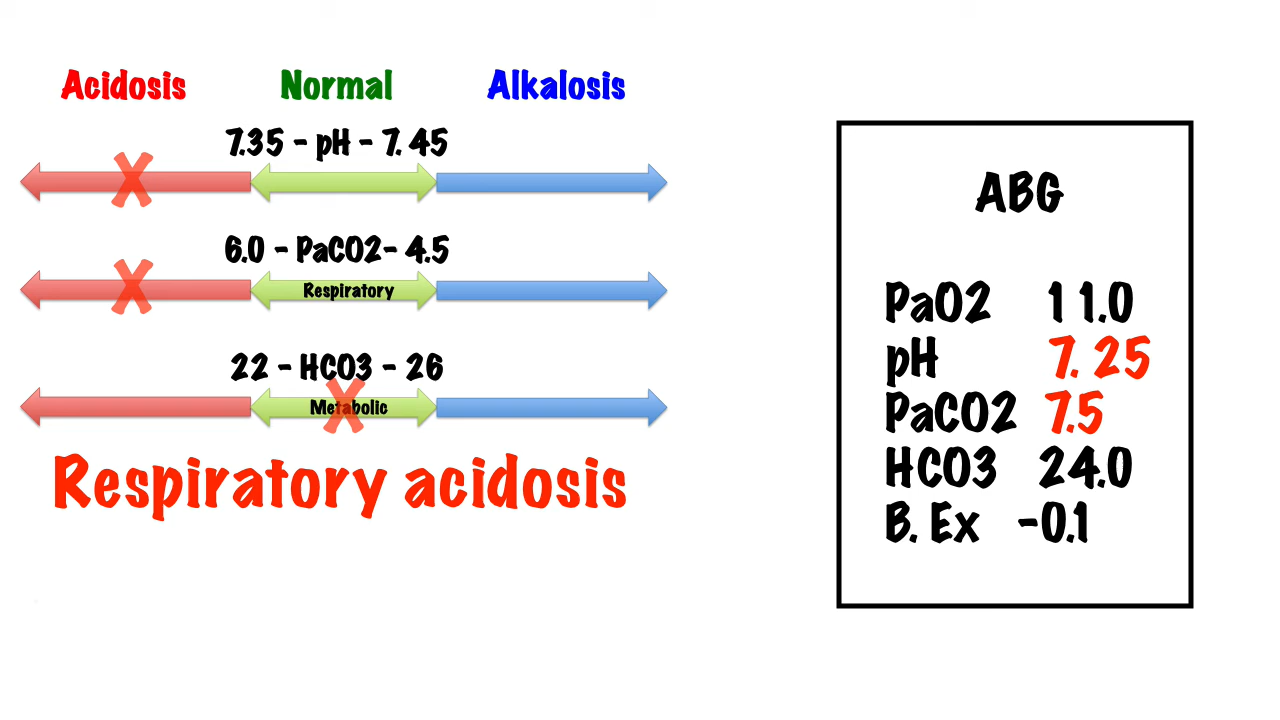 Acidosis Normal Alkalosis
7.35 - pH - 7. 45
6.0 - PaCO2- 4.5
Respiratory
22 - HCO3 - 26
Metabolic
Respiratory acidosis
ABG
PaO2 11.0
pH 7. 25
PaCO2 7.5
HCO3 24.0
B. Ex -0.1